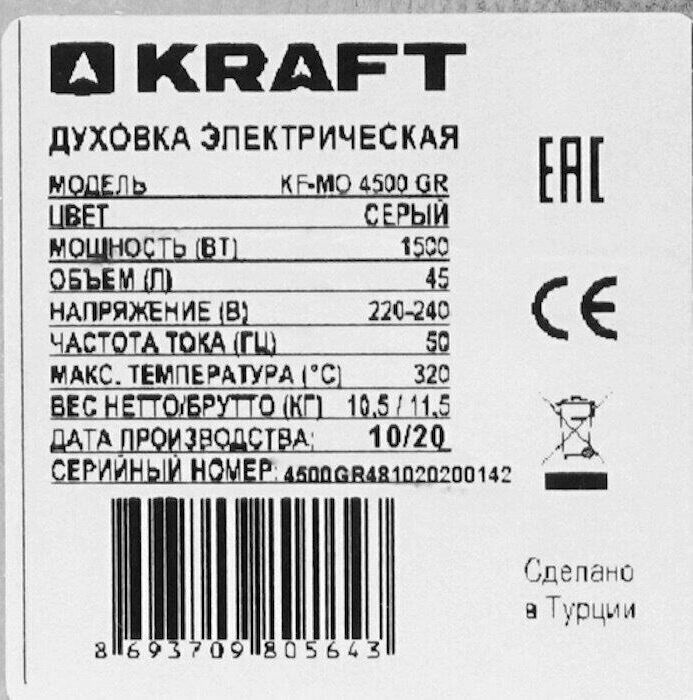 KRAFT
ДУХОВКА ЭЛЕКТРИЧЕСКАЯ
МОДЕЛЬ KF-MO 4500 GR
ЦВЕТ СЕРЫЙ
МОЩНОСТЬ (ВТ) 1500
ОБЪЕМ (Л) 45
НАПРЯЖЕНИЕ (В) 220-240
ЧАСТОТА ТОКА (ГЦ) 50
МАКС. ТЕМПЕРАТУРА (°С) 320
ВЕС НЕТТО/БРУТТО (КГ) 10,5 / 11,5
ДАТА ПРОИЗВОДСТВА: 10/20
СЕРИЙНЫЙ НОМЕР: 4500GR481020200142
8 693709 805643
EAC
CE
Сделано
в Турции